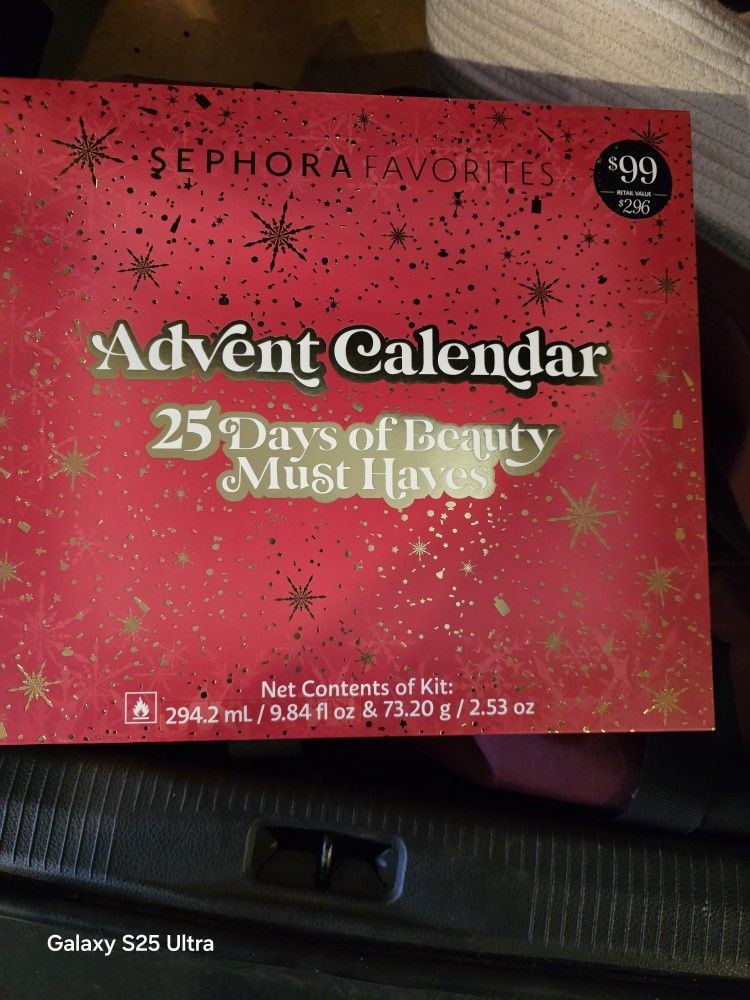 SEPHORA FAVORITES
$99
RETAIL VALUE
$296
Advent Calendar
25 Days of Beauty
Must Haves
Net Contents of Kit:
294.2 mL / 9.84 fl oz & 73.20 g / 2.53 oz
Galaxy S25 Ultra